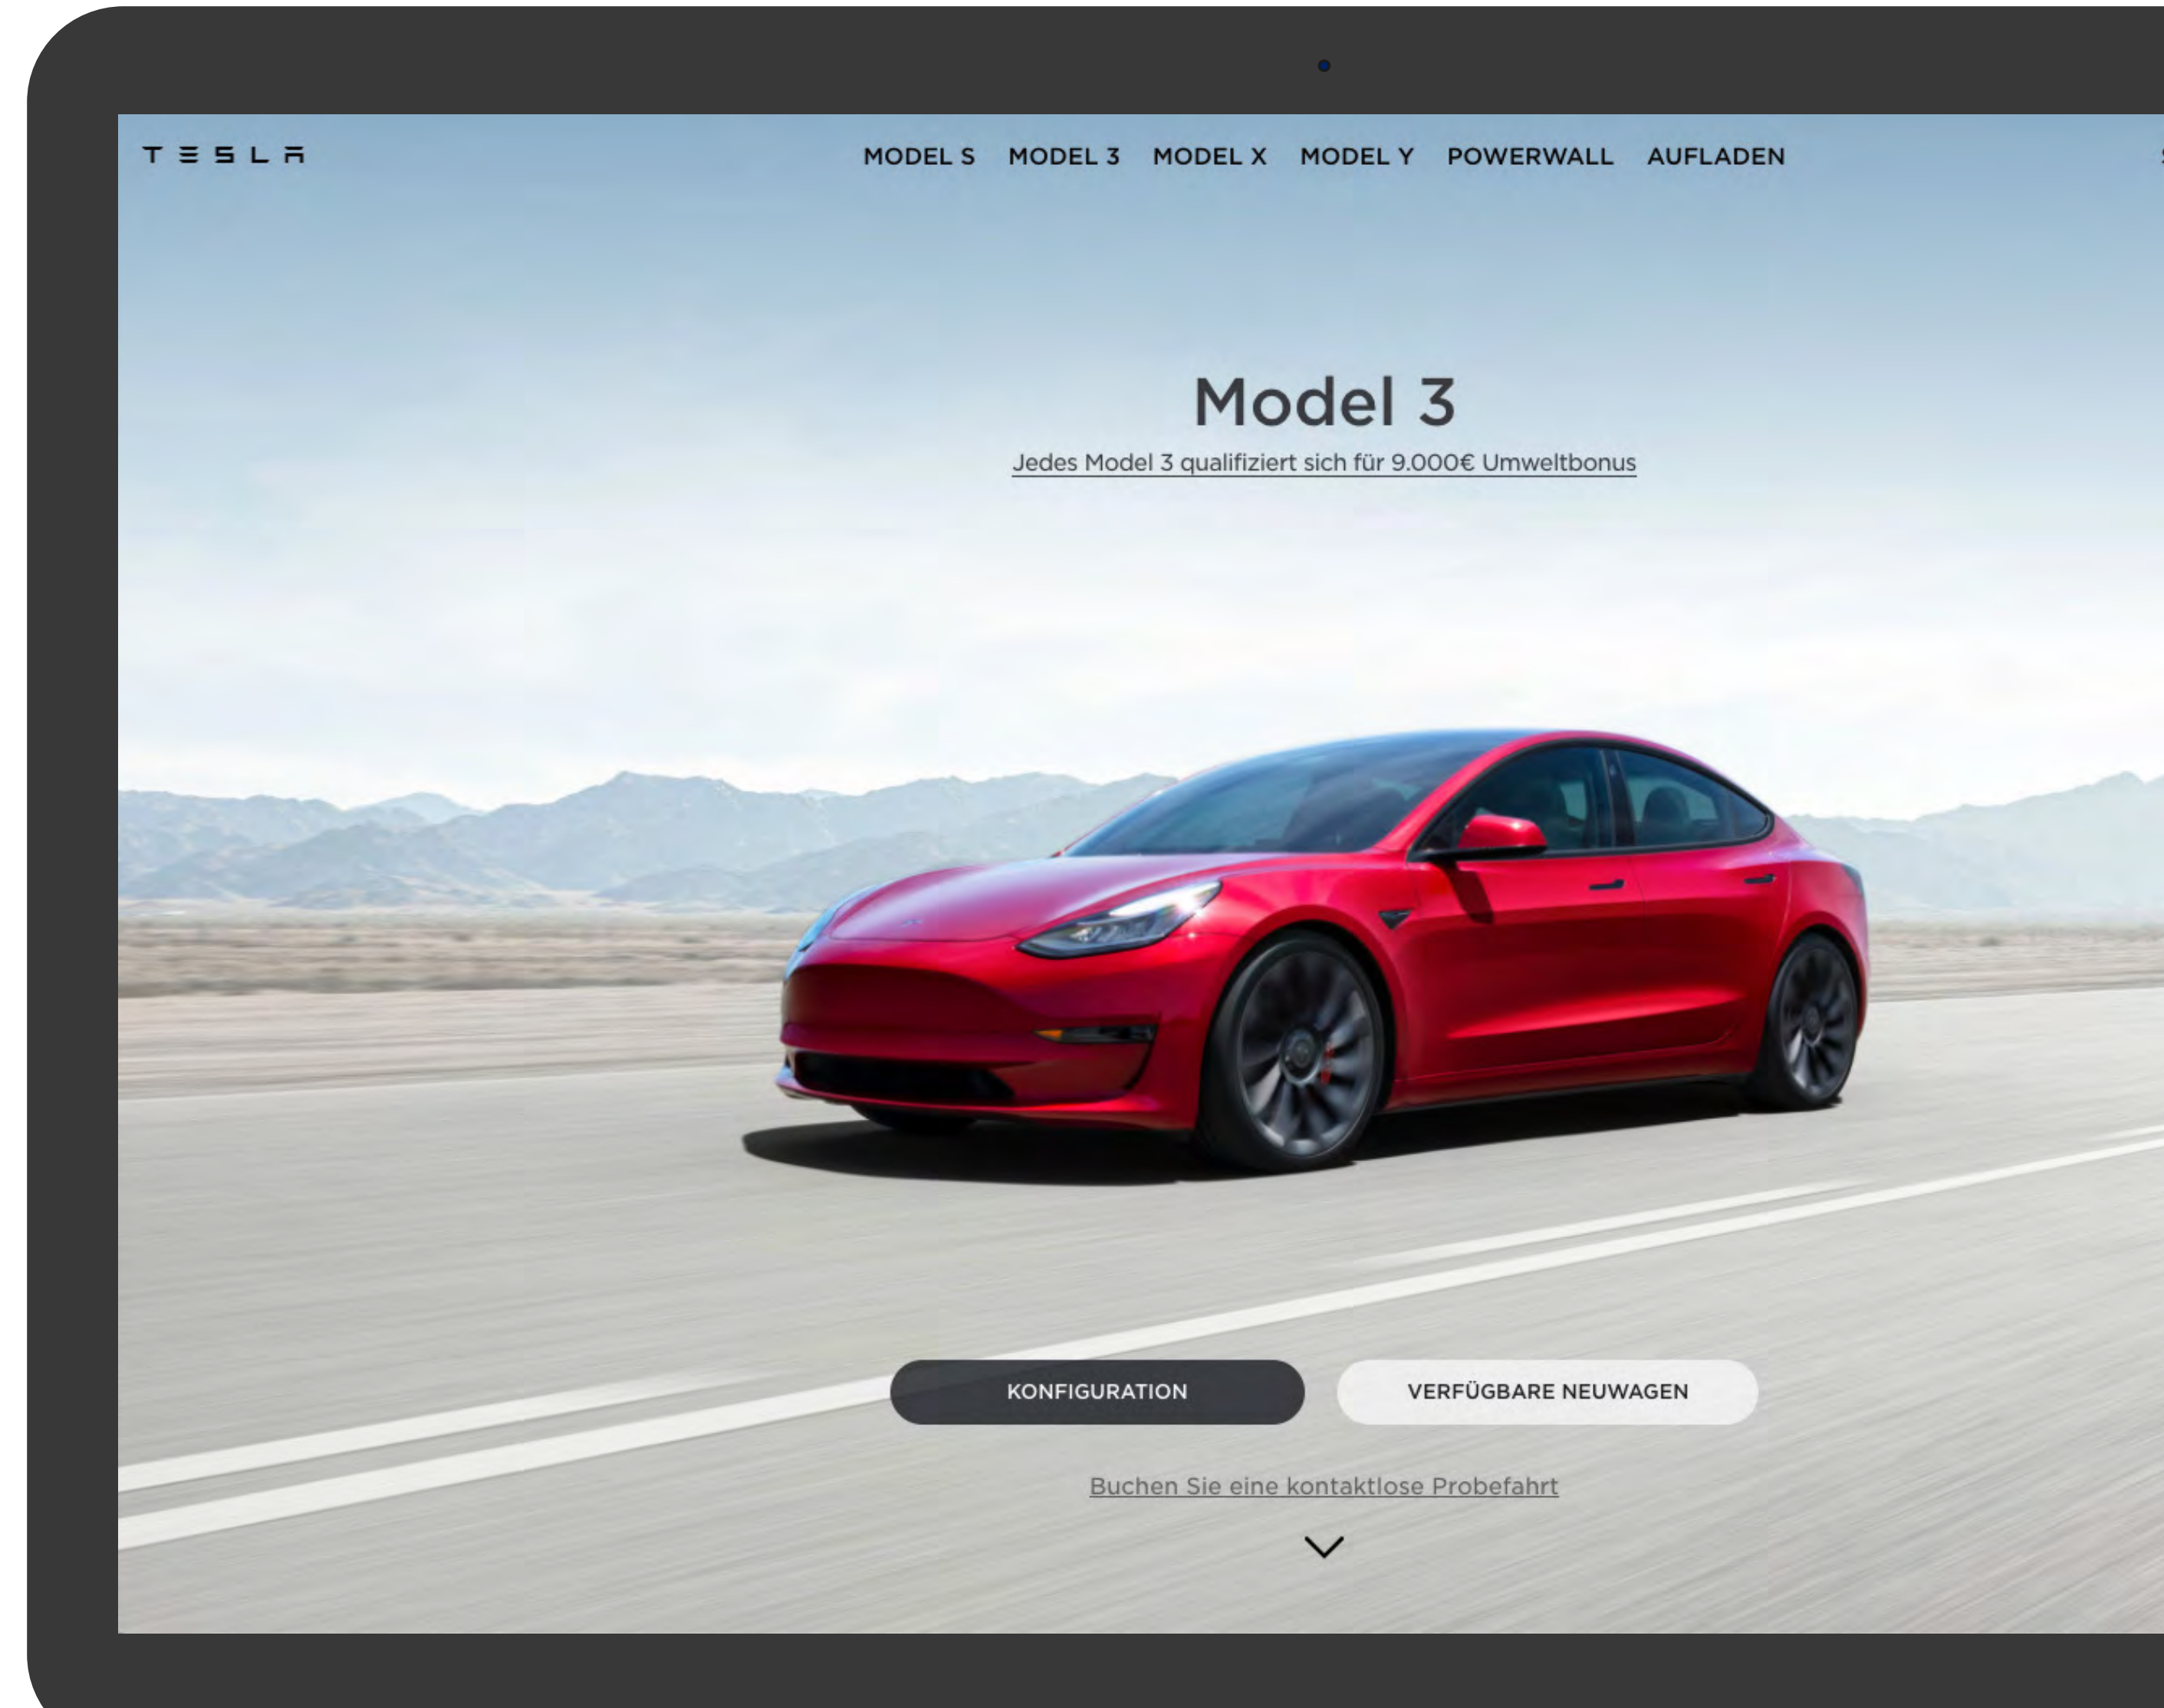 TESLA
MODEL S MODEL 3 MODEL X MODEL Y POWERWALL AUFLADEN
Model 3
Jedes Model 3 qualifiziert sich für 9.000€ Umweltbonus
KONFIGURATION VERFÜGBARE NEUWAGEN
Buchen Sie eine kontaktlose Probefahrt